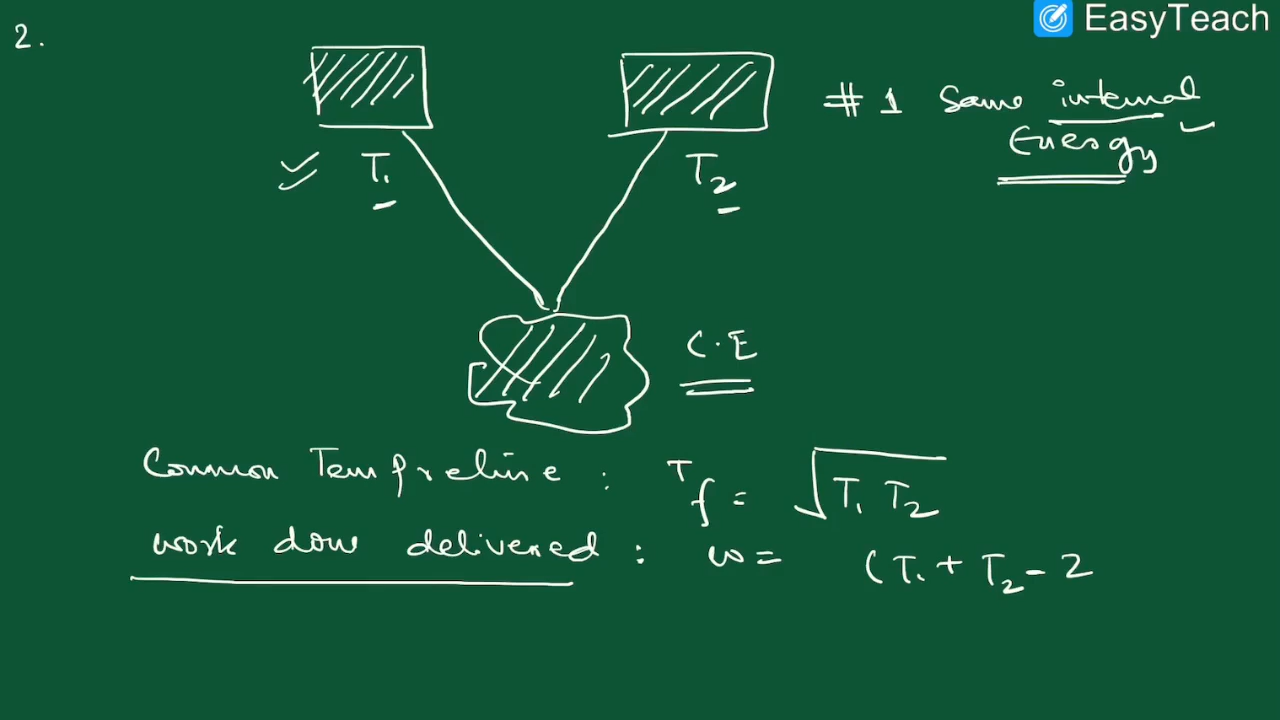 EasyTeach
2.
# 1 Same internal
Energy
T1
T2
C.E
Common Temprature : Tf = √T1 T2
work done delivered : w = (T1 + T2 - 2